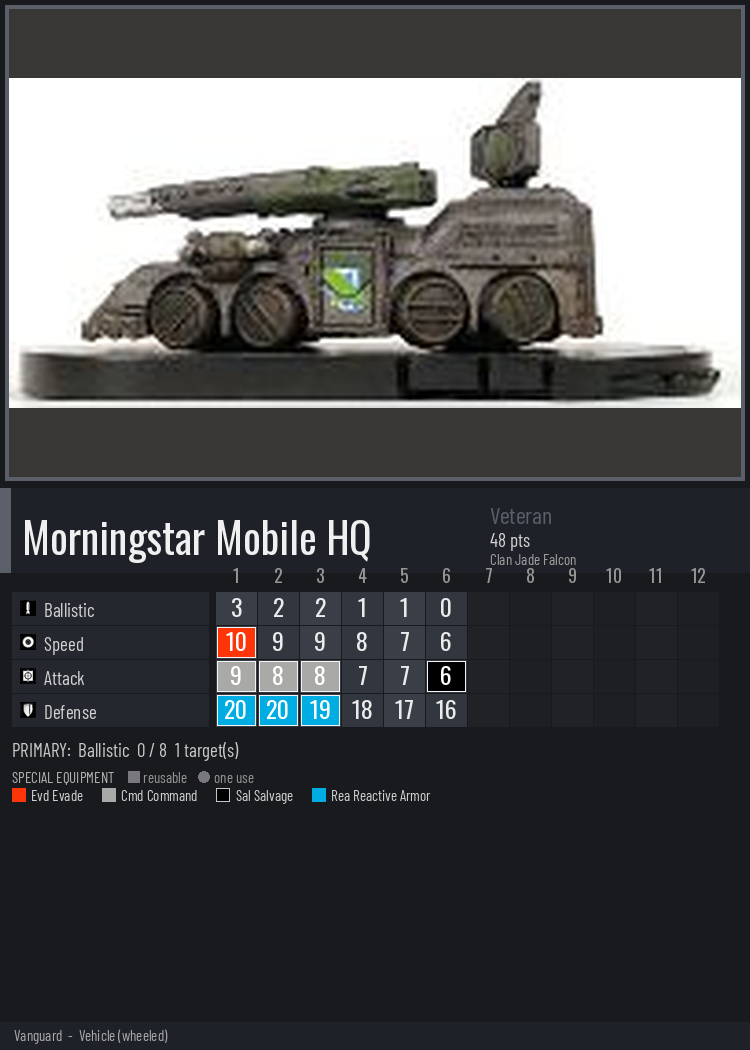 Morningstar Mobile HQ
Veteran
48 pts
Clan Jade Falcon
1 2 3 4 5 6 7 8 9 10 11 12
Ballistic 3 2 2 1 1 0
Speed 10 9 9 8 7 6
Attack 9 8 8 7 7 6
Defense 20 20 19 18 17 16
PRIMARY: Ballistic 0 / 8 1 target(s)
SPECIAL EQUIPMENT reusable one use
Evd Evade Cmd Command Sal Salvage Rea Reactive Armor
Vanguard - Vehicle (wheeled)